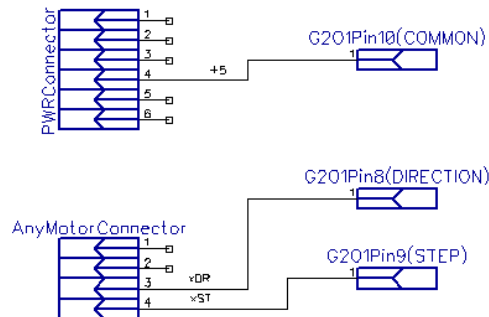 PWRConnector
1
2
3
4
5
6
+5
G201Pin10(COMMON)
1
G201Pin8(DIRECTION)
1
AnyMotorConnector
1
2
3
4
xDR
xST
G201Pin9(STEP)
1